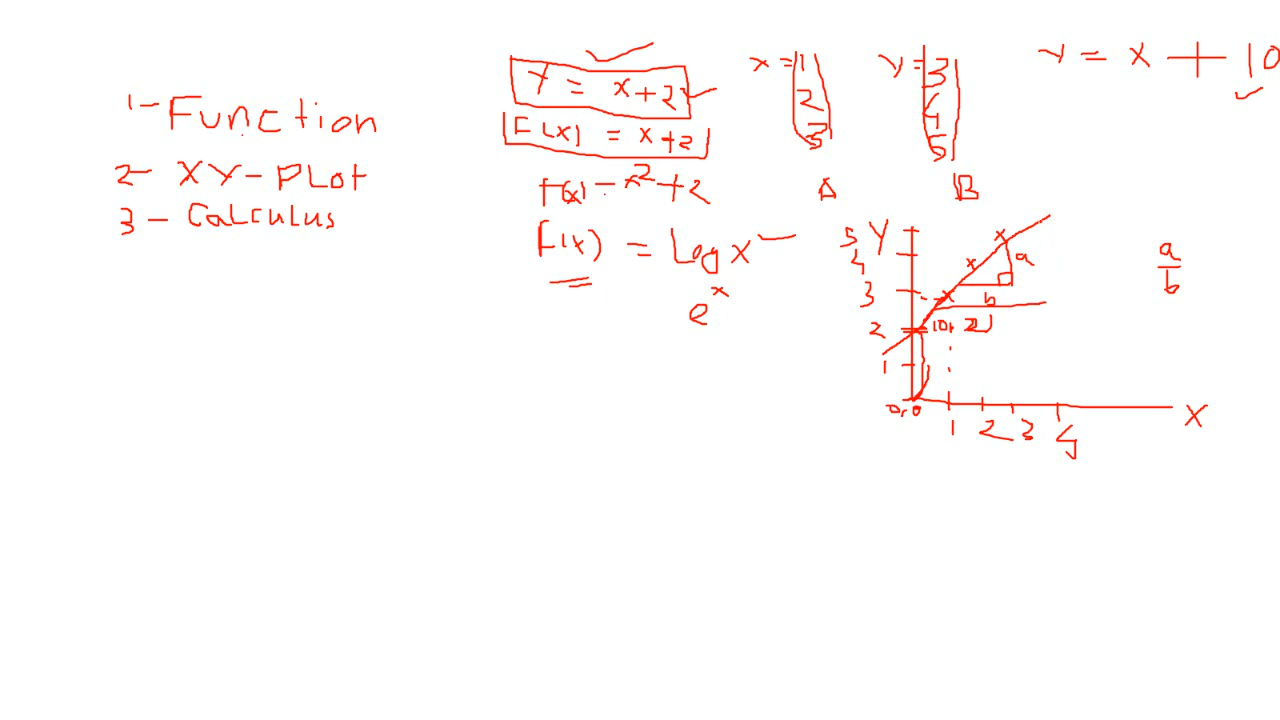 1- Function
2- XY-PLot
3- CaLcuLus
Y = x+2
F(x) = x+2
F(x) = x²+2
F(x) = Log x
e^x
x = 1
2
3
A
y = 3
4
5
B
Y = x + 10
Y
5
4
3
2
1
0,0
1 2 3 4
X
x
x
x
a
b
(0, 2)
a
b